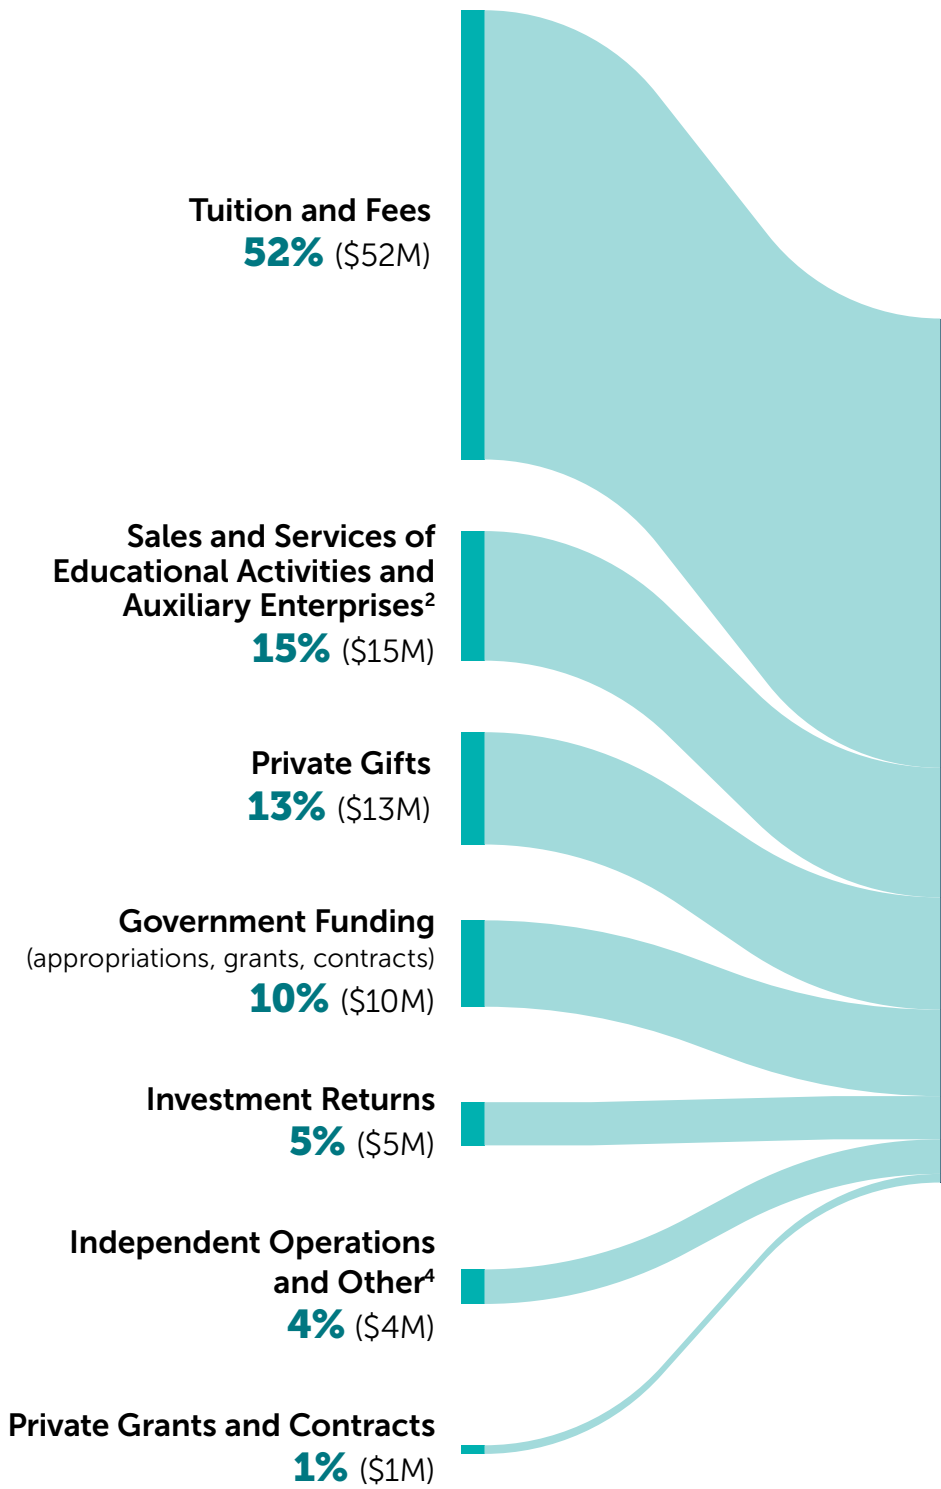 Tuition and Fees
52% ($52M)
Sales and Services of
Educational Activities and
Auxiliary Enterprises²
15% ($15M)
Private Gifts
13% ($13M)
Government Funding
(appropriations, grants, contracts)
10% ($10M)
Investment Returns
5% ($5M)
Independent Operations
and Other⁴
4% ($4M)
Private Grants and Contracts
1% ($1M)